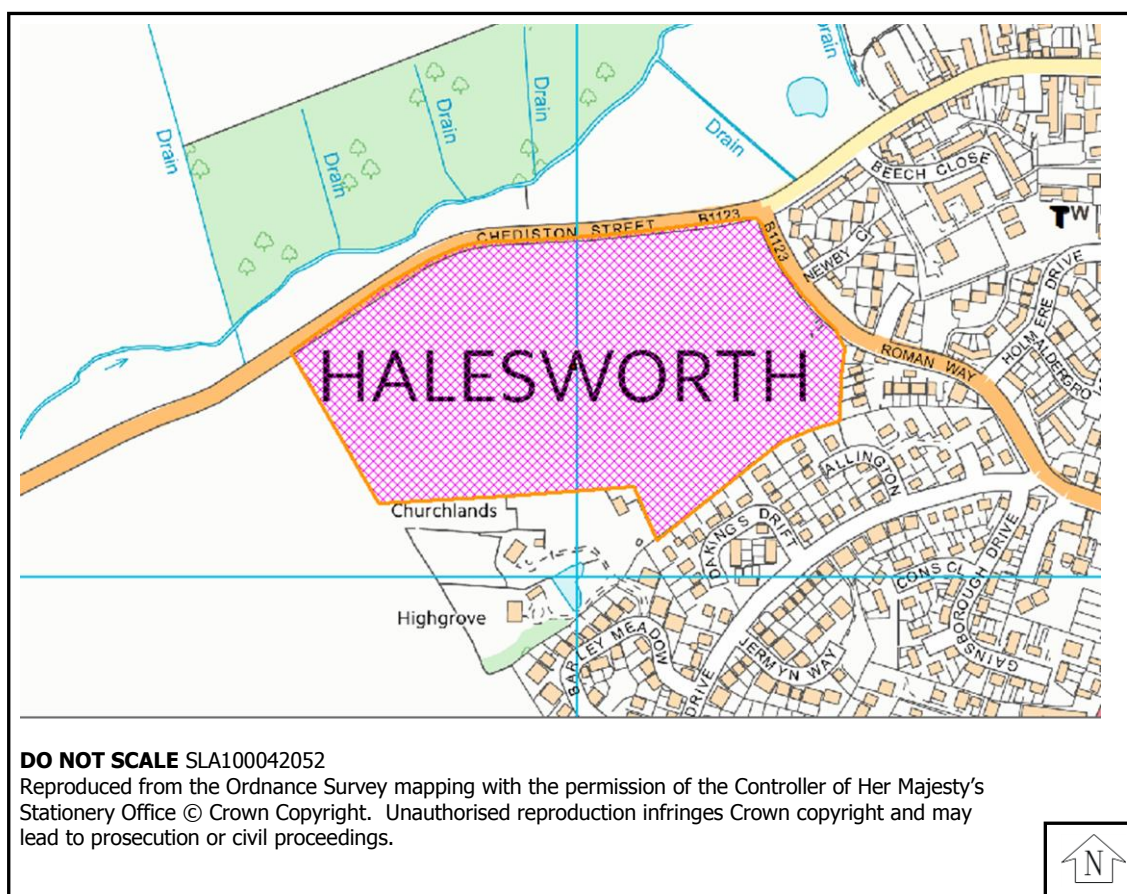 Drain
Drain
Drain
Drain
Drain
Drain
BEECH CLOSE
CHEDISTON STREET
B1123
B1123
NEWBY CL
TW
HOLMERE DRIVE
ROMAN WAY
HALESWORTH
ALLINGTON
DAKINGS DRIFT
Churchlands
CONS CL
GAINSBOROUGH DRIVE
Highgrove
BARLEY MEADOW
JERMYN WAY
DRIVE
DO NOT SCALE SLA100042052
Reproduced from the Ordnance Survey mapping with the permission of the Controller of Her Majesty’s
Stationery Office © Crown Copyright. Unauthorised reproduction infringes Crown copyright and may
lead to prosecution or civil proceedings.
N